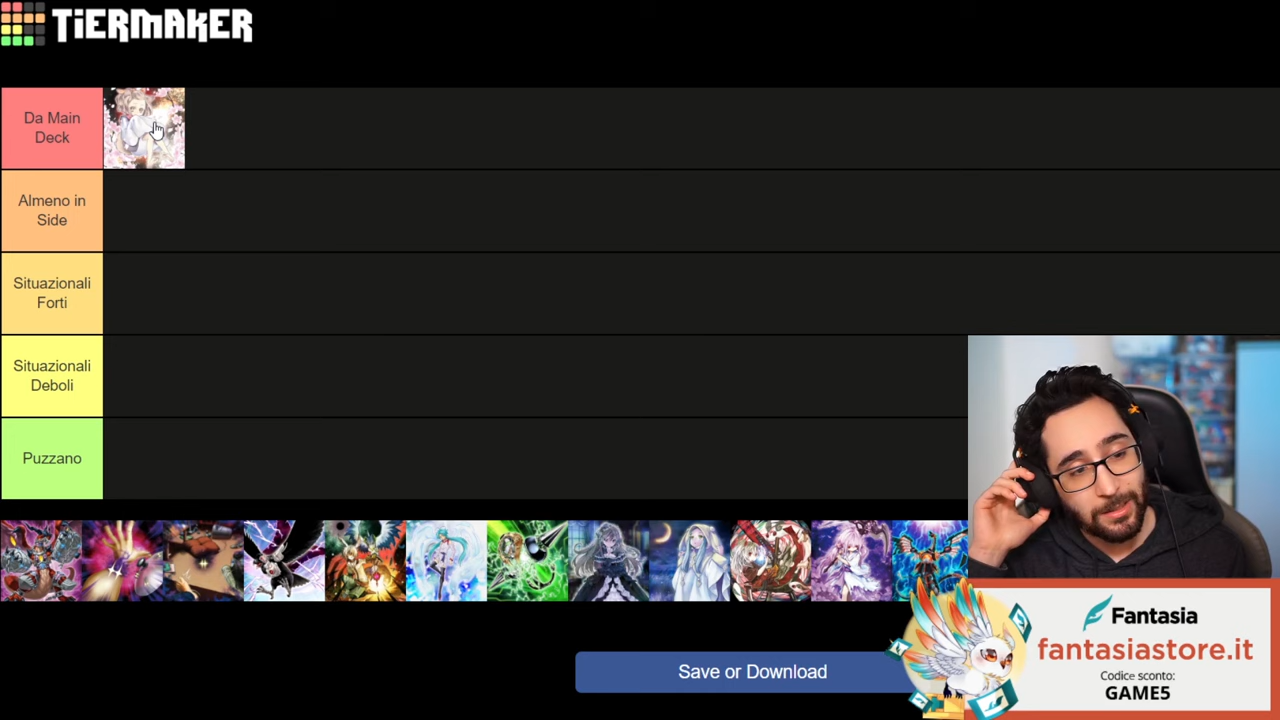 TiERMAKER
Da Main
Deck
Almeno in
Side
Situazionali
Forti
Situazionali
Deboli
Puzzano
Save or Download
Fantasia
fantasiastore.it
Codice sconto:
GAME5